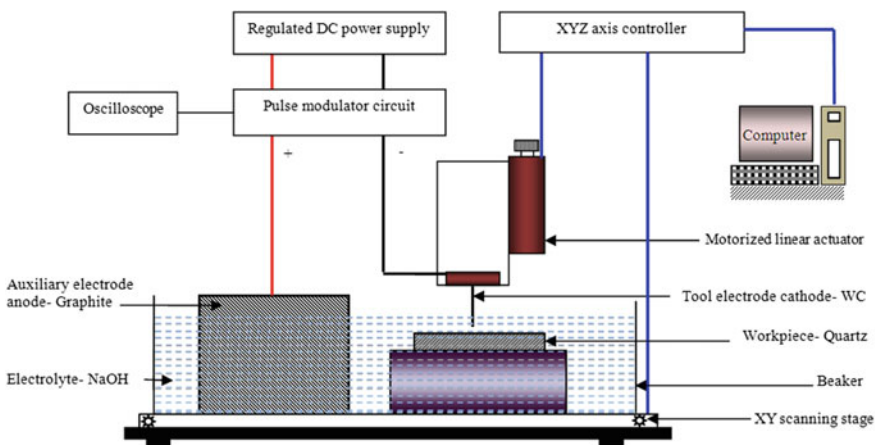 Regulated DC power supply
XYZ axis controller
Oscilloscope
Pulse modulator circuit
+
-
Computer
Motorized linear actuator
Auxiliary electrode
anode- Graphite
Tool electrode cathode- WC
Workpiece- Quartz
Electrolyte- NaOH
Beaker
XY scanning stage